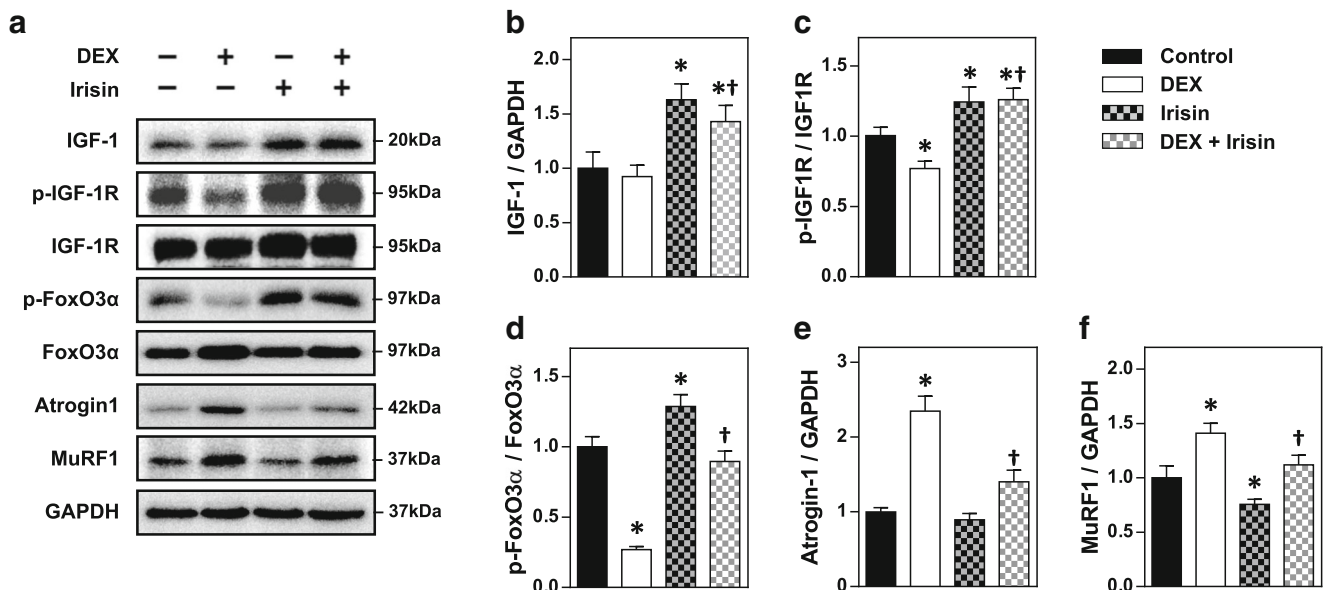 a
DEX − + − +
Irisin − − + +
IGF-1 20kDa
p-IGF-1R 95kDa
IGF-1R 95kDa
p-FoxO3α 97kDa
FoxO3α 97kDa
Atrogin1 42kDa
MuRF1 37kDa
GAPDH 37kDa
b
IGF-1 / GAPDH
2.0
1.5
1.0
0.5
0.0
*
*†
c
p-IGF1R / IGF1R
1.5
1.0
0.5
0.0
*
*
*†
Control
DEX
Irisin
DEX + Irisin
d
p-FoxO3α / FoxO3α
1.5
1.0
0.5
0.0
*
*
†
e
Atrogin-1 / GAPDH
3
2
1
0
*
†
f
MuRF1 / GAPDH
2.0
1.5
1.0
0.5
0.0
*
*
†